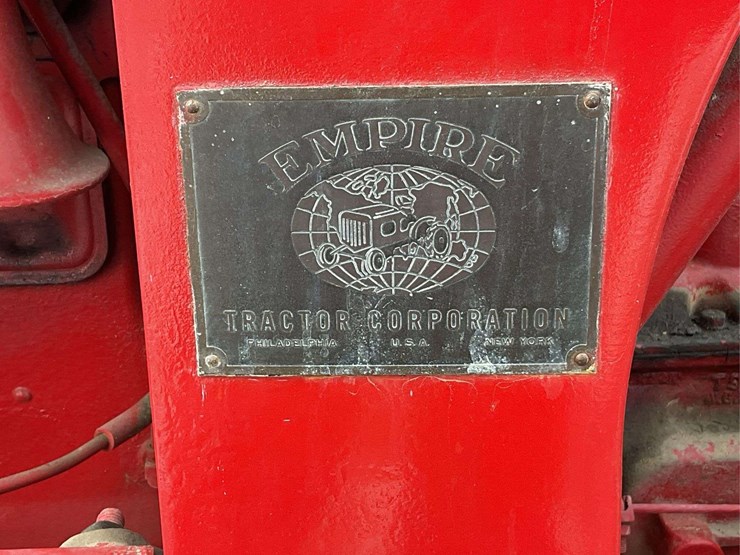 EMPIRE
TRACTOR CORPORATION
PHILADELPHIA U.S.A. NEW YORK